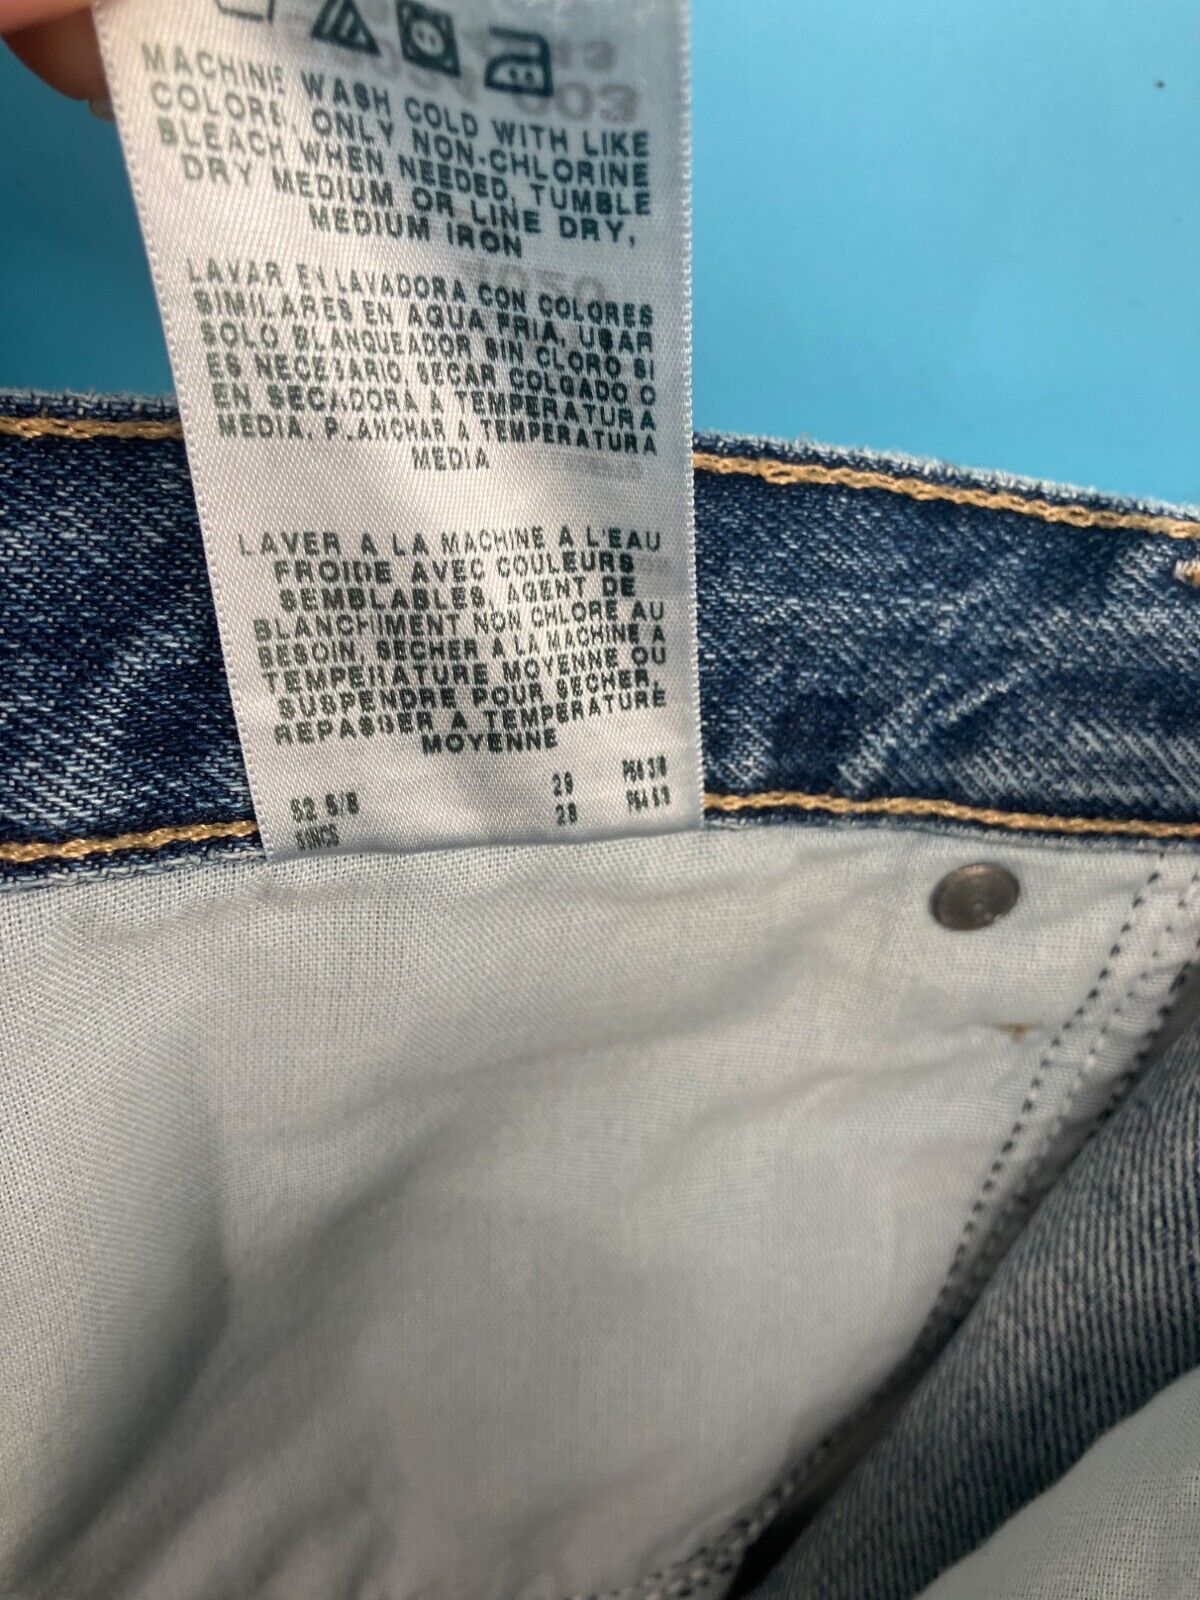 MACHINE WASH COLD WITH LIKE
COLORS, ONLY NON-CHLORINE
BLEACH WHEN NEEDED, TUMBLE
DRY MEDIUM OR LINE DRY,
MEDIUM IRON
LAVAR EN LAVADORA CON COLORES
SIMILARES EN AGUA FRIA, USAR
SOLO BLANQUEADOR SIN CLORO SI
ES NECESARIO, SECAR COLGADO O
EN SECADORA A TEMPERATURA
MEDIA, PLANCHAR A TEMPERATURA
MEDIA
LAVER A LA MACHINE A L'EAU
FROIDE AVEC COULEURS
SEMBLABLES, AGENT DE
BLANCHIMENT NON CHLORE AU
BESOIN, SECHER A LA MACHINE A
TEMPERATURE MOYENNE OU
SUSPENDRE POUR SECHER,
REPASSER A TEMPERATURE
MOYENNE
52 5/8 29
28